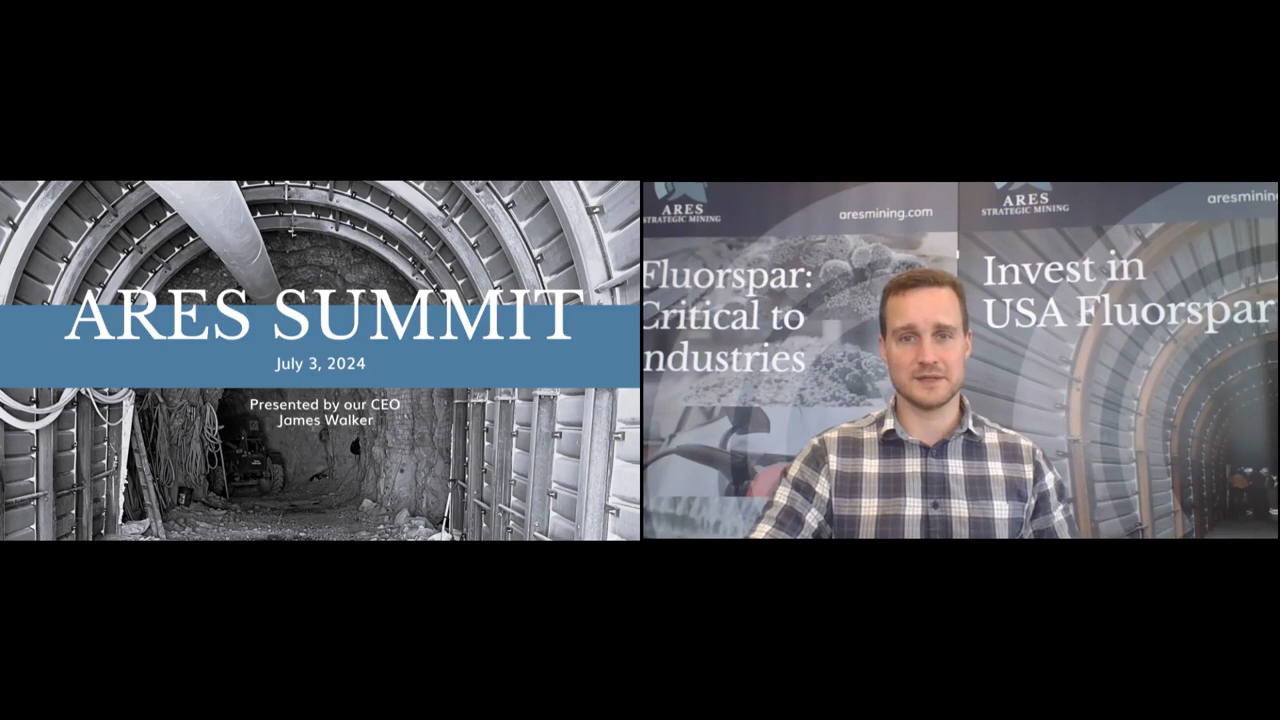 ARES SUMMIT
July 3, 2024
Presented by our CEO
James Walker
ARES
STRATEGIC MINING
aresmining.com
Fluorspar:
Critical to
ndustries
ARES
STRATEGIC MINING
aresminin
Invest in
USA Fluorspar